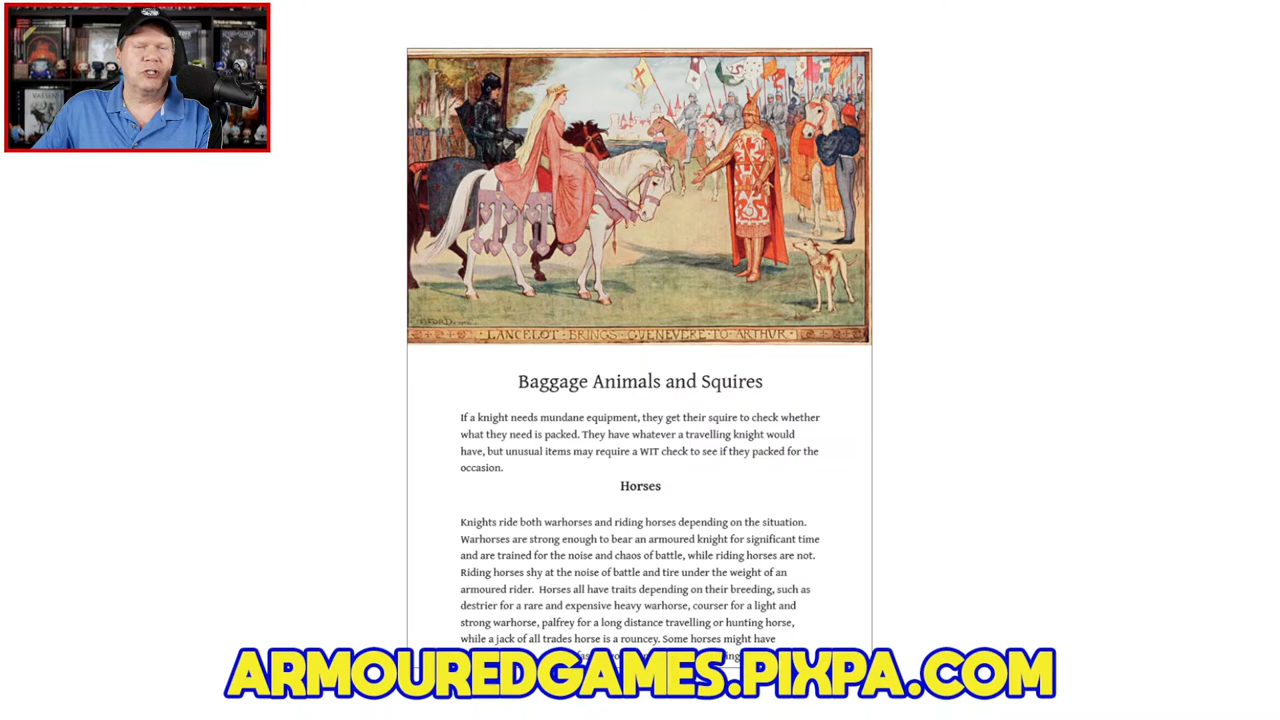 VAESEN
LANCELOT · BRINGS · GUENEVERE · TO · ARTHUR
Baggage Animals and Squires
If a knight needs mundane equipment, they get their squire to check whether
what they need is packed. They have whatever a travelling knight would
have, but unusual items may require a WIT check to see if they packed for the
occasion.
Horses
Knights ride both warhorses and riding horses depending on the situation.
Warhorses are strong enough to bear an armoured knight for significant time
and are trained for the noise and chaos of battle, while riding horses are not.
Riding horses shy at the noise of battle and tire under the weight of an
armoured rider. Horses all have traits depending on their breeding, such as
destrier for a rare and expensive heavy warhorse, courser for a light and
strong warhorse, palfrey for a long distance travelling or hunting horse,
while a jack of all trades horse is a rouncey. Some horses might have
ARMOUREDGAMES.PIXPA.COM